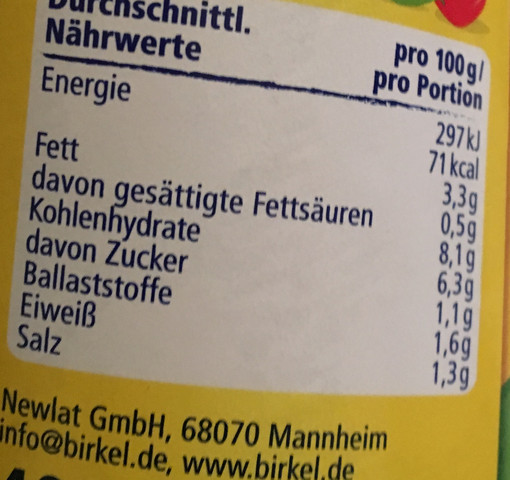 Durchschnittl.
Nährwerte
pro 100g/
pro Portion
Energie 297kJ
71kcal
Fett 3,3g
davon gesättigte Fettsäuren 0,5g
Kohlenhydrate 8,1g
davon Zucker 6,3g
Ballaststoffe 1,1g
Eiweiß 1,6g
Salz 1,3g
Newlat GmbH, 68070 Mannheim
info@birkel.de, www.birkel.de